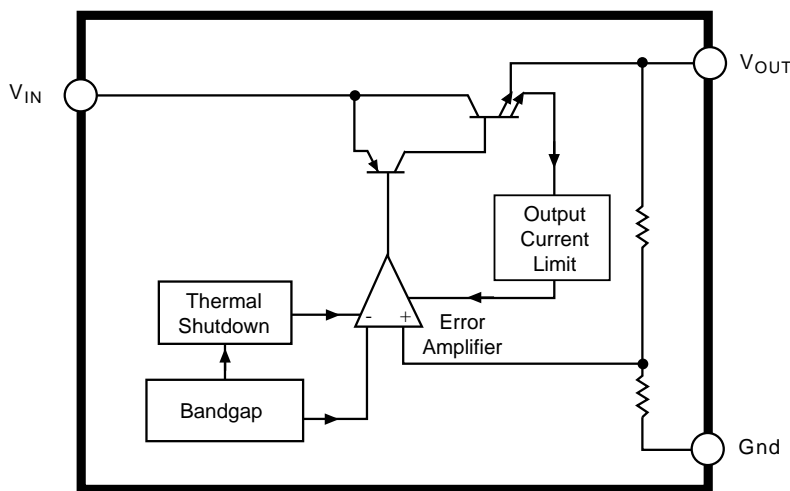 V_IN
V_OUT
Output
Current
Limit
Thermal
Shutdown
- +
Error
Amplifier
Bandgap
Gnd